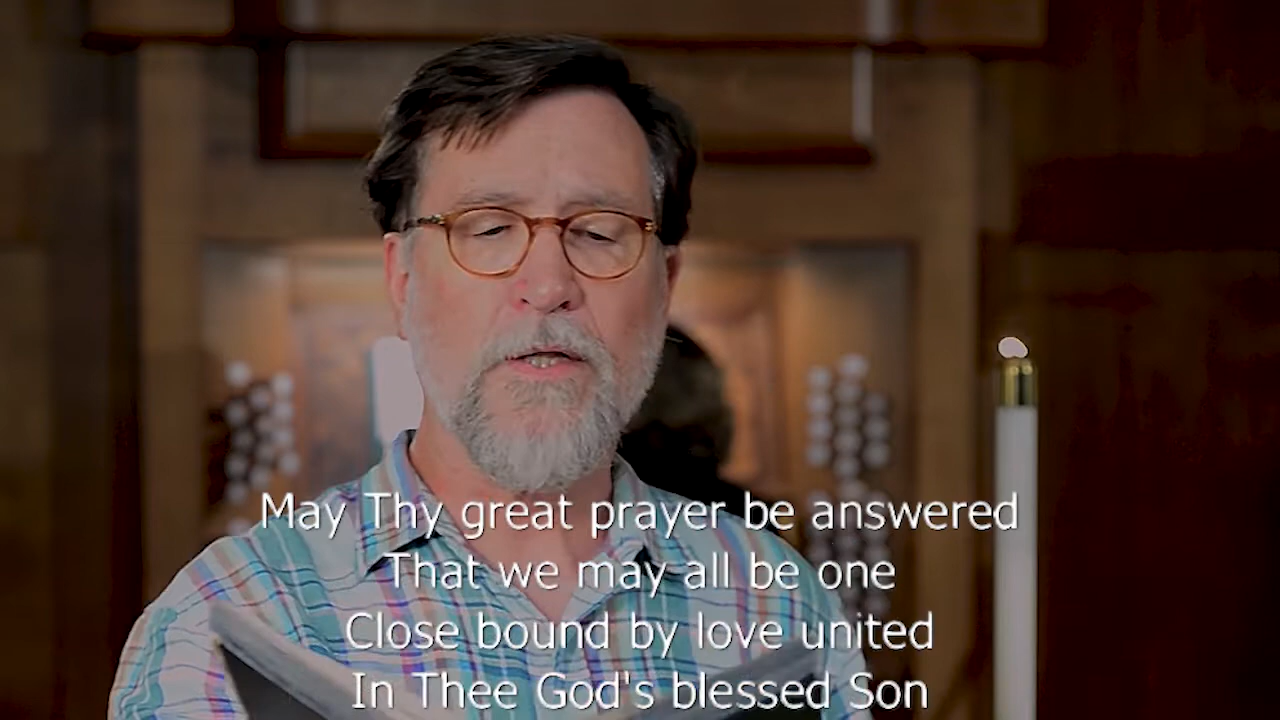 May Thy great prayer be answered
That we may all be one
Close bound by love united
In Thee God's blessed Son